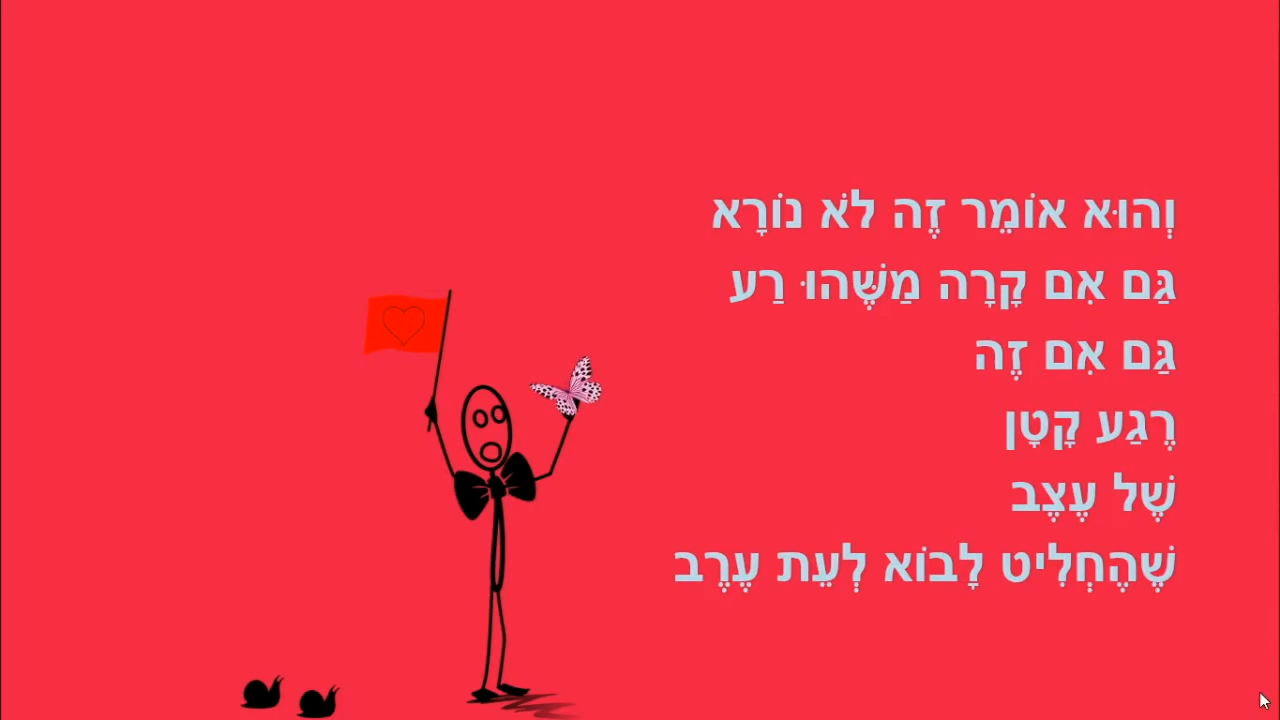 וְהוּא אוֹמֵר זֶה לֹא נוֹרָא
גַּם אִם קָרָה מַשֶּׁהוּ רַע
גַּם אִם זֶה
רֶגַע קָטָן
שֶׁל עֶצֶב
שֶׁהֶחְלִיט לָבוֹא לְעֵת עֶרֶב